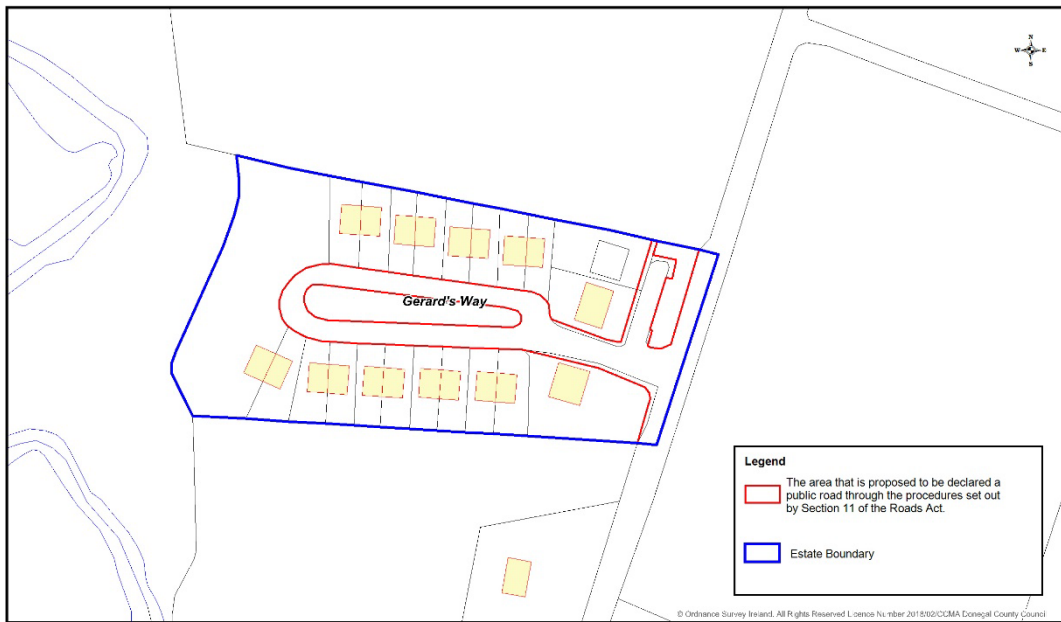 N
W E
S
Gerard's Way
Legend
The area that is proposed to be declared a
public road through the procedures set out
by Section 11 of the Roads Act.
Estate Boundary
© Ordnance Survey Ireland. All Rights Reserved Licence Number 2018/02/CCMA Donegal County Council